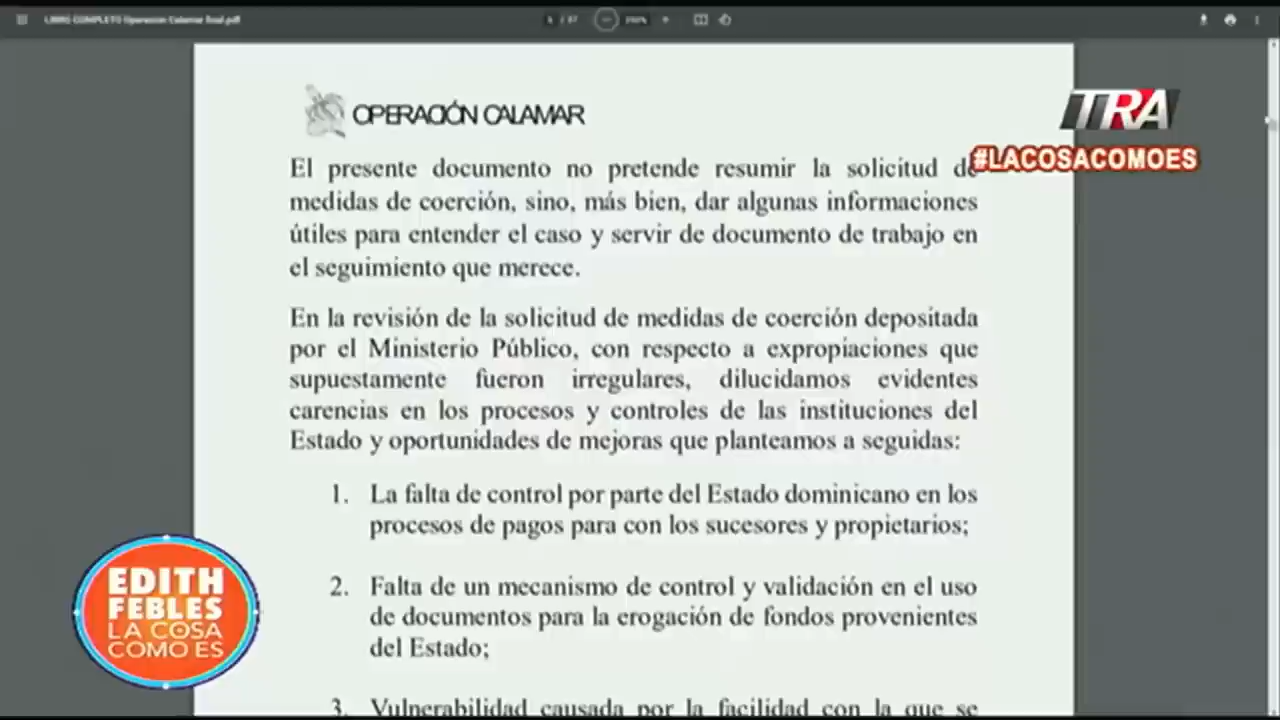 LIBRO COMPLETO Operacion Calamar final.pdf
OPERACIÓN CALAMAR
TRA
#LACOSACOMOES
El presente documento no pretende resumir la solicitud de
medidas de coerción, sino, más bien, dar algunas informaciones
útiles para entender el caso y servir de documento de trabajo en
el seguimiento que merece.
En la revisión de la solicitud de medidas de coerción depositada
por el Ministerio Público, con respecto a expropiaciones que
supuestamente fueron irregulares, dilucidamos evidentes
carencias en los procesos y controles de las instituciones del
Estado y oportunidades de mejoras que planteamos a seguidas:
1. La falta de control por parte del Estado dominicano en los
procesos de pagos para con los sucesores y propietarios;
2. Falta de un mecanismo de control y validación en el uso
de documentos para la erogación de fondos provenientes
del Estado;
3. Vulnerabilidad causada por la facilidad con la que se
EDITH
FEBLES
LA COSA
COMO ES